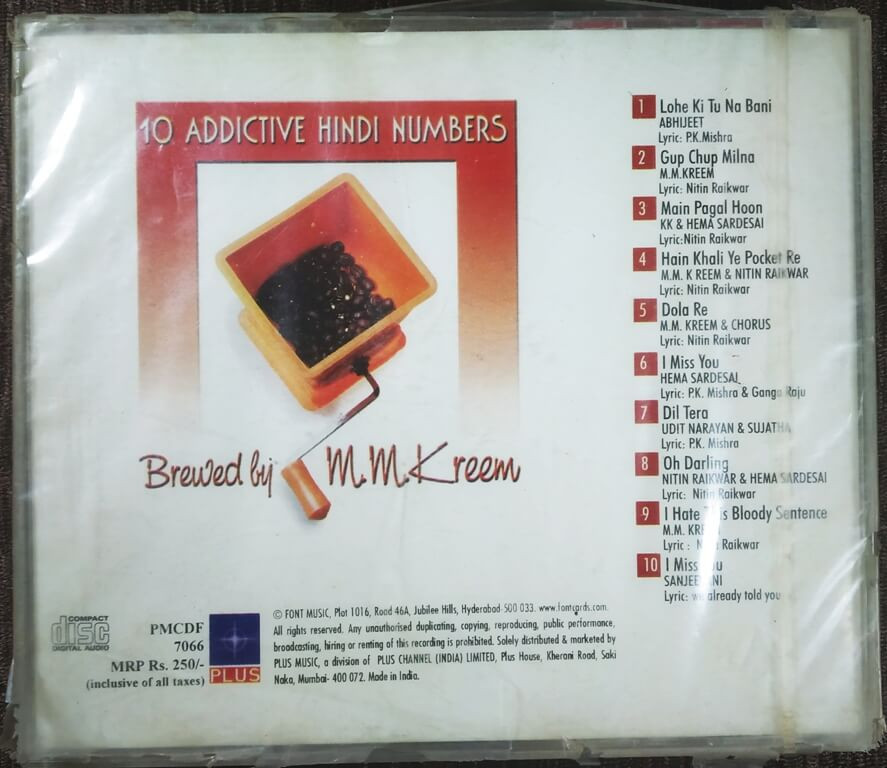 10 ADDICTIVE HINDI NUMBERS
Brewed by M.M.Kreem
1 Lohe Ki Tu Na Bani
ABHIJEET
Lyric: P.K.Mishra
2 Gup Chup Milna
M.M.KREEM
Lyric: Nitin Raikwar
3 Main Pagal Hoon
KK & HEMA SARDESAI
Lyric:Nitin Raikwar
4 Hain Khali Ye Pocket Re
M.M. K REEM & NITIN RAIKWAR
Lyric: Nitin Raikwar
5 Dola Re
M.M. KREEM & CHORUS
Lyric: Nitin Raikwar
6 I Miss You
HEMA SARDESAI
Lyric: P.K. Mishra & Ganga Raju
7 Dil Tera
UDIT NARAYAN & SUJATHA
Lyric: P.K. Mishra
8 Oh Darling
NITIN RAIKWAR & HEMA SARDESAI
Lyric: Nitin Raikwar
9 I Hate This Bloody Sentence
M.M.
Lyric : Raikwar
10 I Miss You
Lyric: already told you
COMPACT
disc
DIGITAL AUDIO
PMCDF
7066
MRP Rs. 250/-
(inclusive of all taxes)
PLUS
© FONT MUSIC, Plot 1016, Road 46A, Jubilee Hills, Hyderabad-500 033. www.fontcards.com.
All rights reserved. Any unauthorised duplicating, copying, reproducing, public performance,
broadcasting, hiring or renting of this recording is prohibited. Solely distributed & marketed by
PLUS MUSIC, a division of PLUS CHANNEL (INDIA) LIMITED, Plus House, Kherani Road, Saki
Naka, Mumbai- 400 072. Made in India.